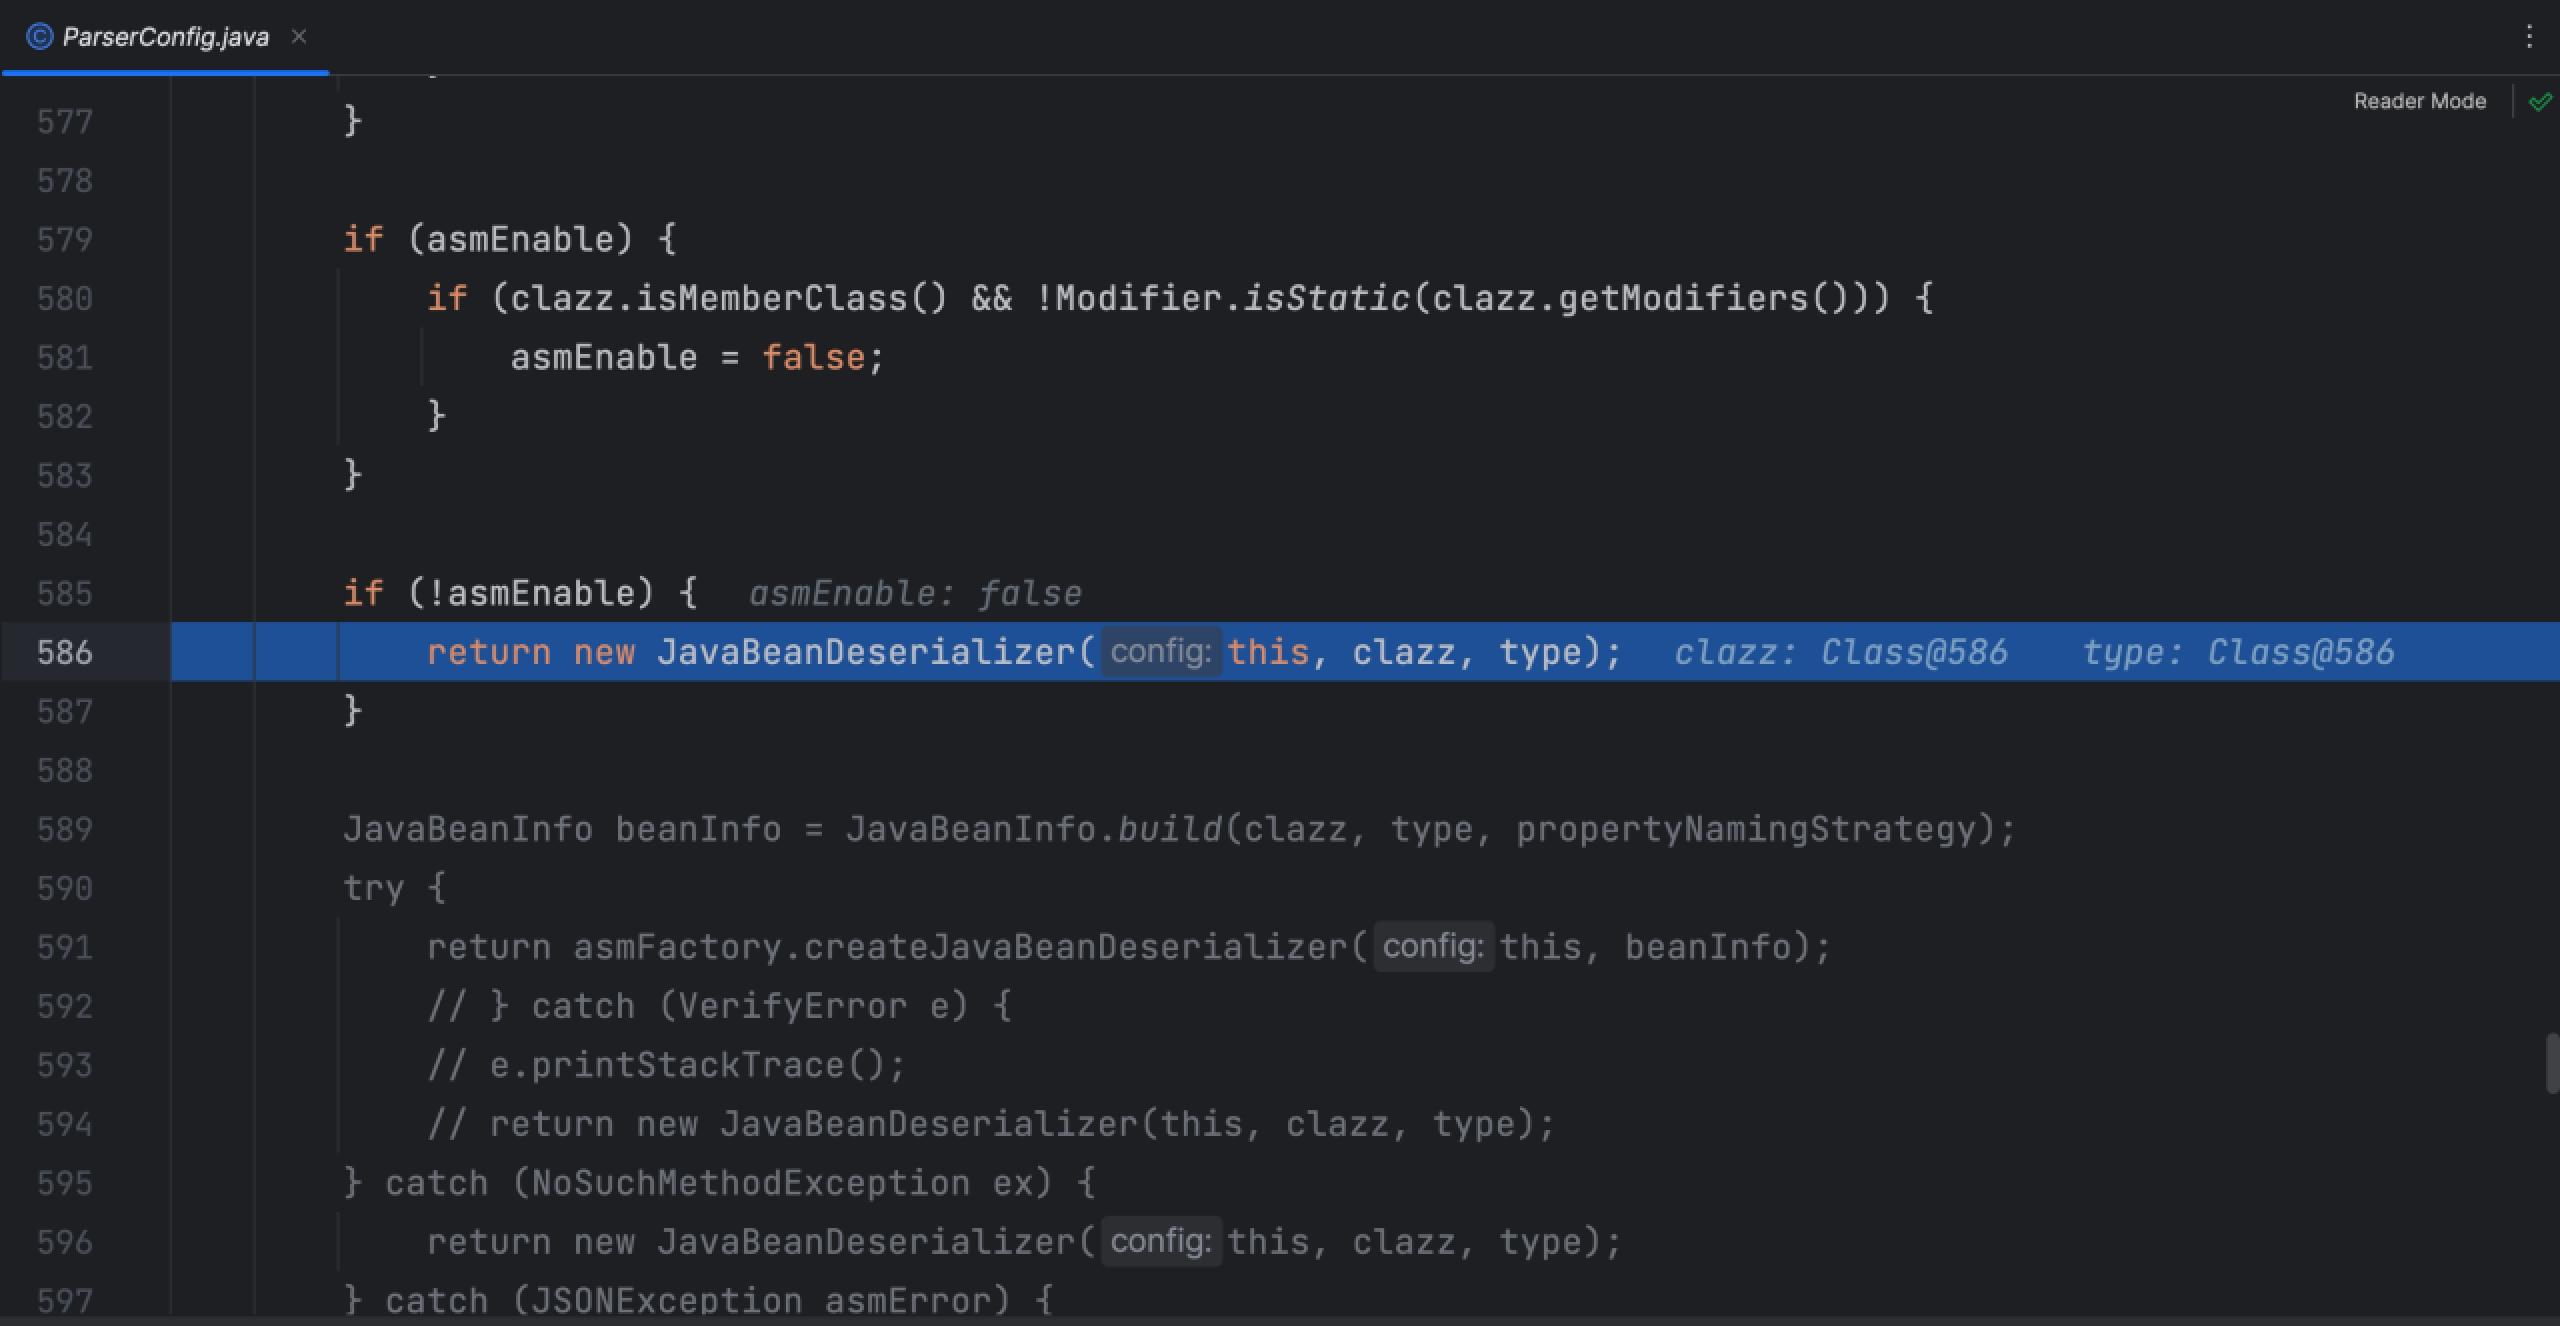 ParserConfig.java
Reader Mode
577 }
578
579 if (asmEnable) {
580 if (clazz.isMemberClass() && !Modifier.isStatic(clazz.getModifiers())) {
581 asmEnable = false;
582 }
583 }
584
585 if (!asmEnable) { asmEnable: false
586 return new JavaBeanDeserializer( config: this, clazz, type); clazz: Class@586 type: Class@586
587 }
588
589 JavaBeanInfo beanInfo = JavaBeanInfo.build(clazz, type, propertyNamingStrategy);
590 try {
591 return asmFactory.createJavaBeanDeserializer( config: this, beanInfo);
592 // } catch (VerifyError e) {
593 // e.printStackTrace();
594 // return new JavaBeanDeserializer(this, clazz, type);
595 } catch (NoSuchMethodException ex) {
596 return new JavaBeanDeserializer( config: this, clazz, type);
597 } catch (JSONException asmError) {